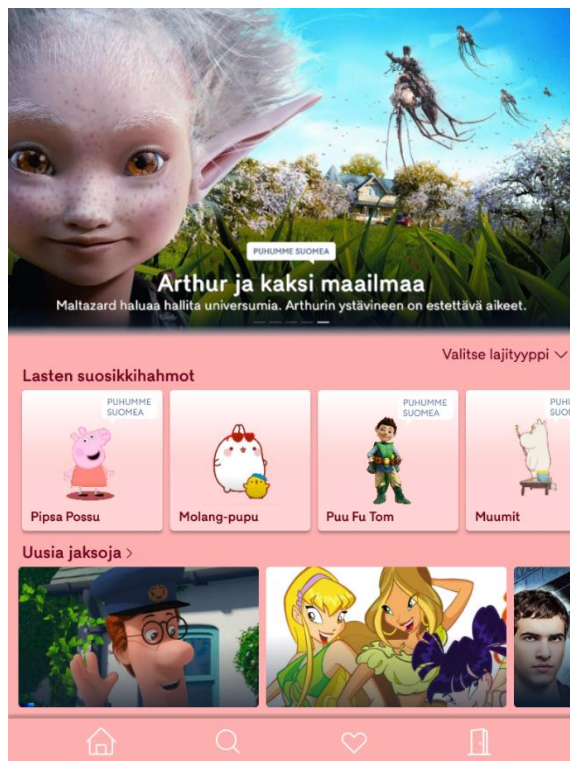 PUHUMME SUOMEA
Arthur ja kaksi maailmaa
Maltazard haluaa hallita universumia. Arthurin ystävineen on estettävä aikeet.
Valitse lajityyppi
Lasten suosikkihahmot
PUHUMME
SUOMEA
Pipsa Possu
Molang-pupu
PUHUMME
SUOMEA
Puu Fu Tom
Muumit
Uusia jaksoja >